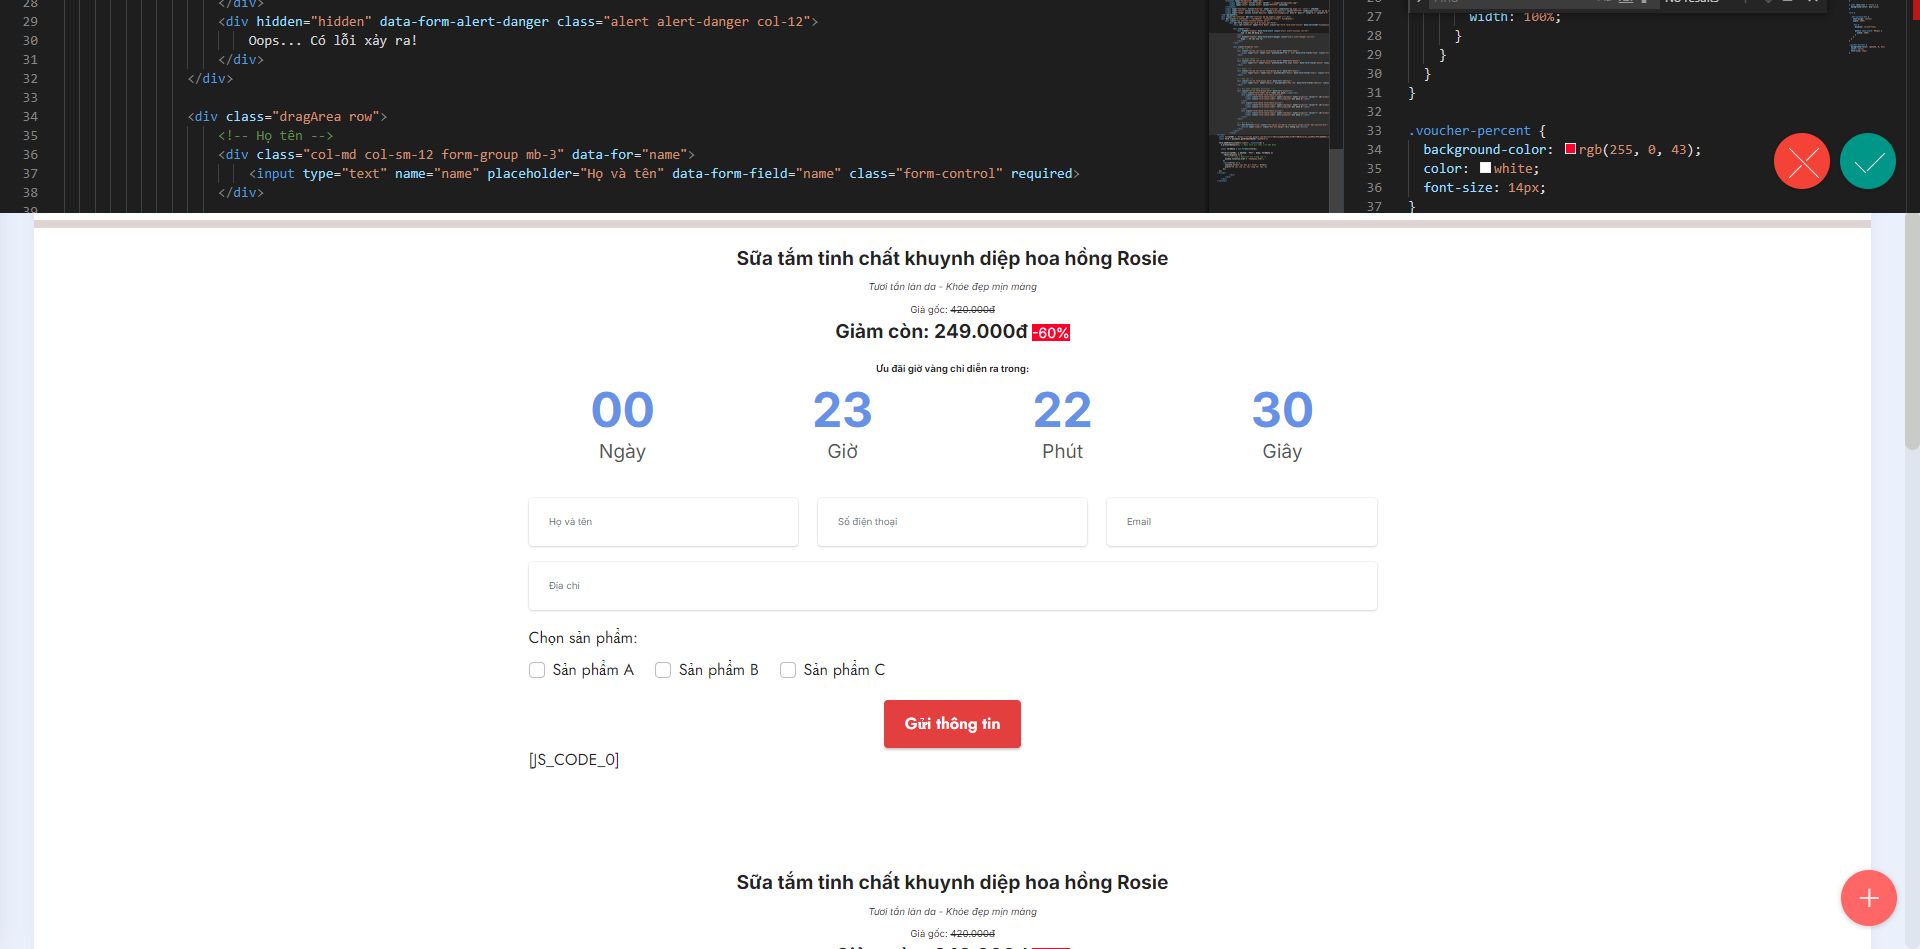 28 </div>
29 <div hidden="hidden" data-form-alert-danger class="alert alert-danger col-12">
30 Oops... Có lỗi xảy ra!
31 </div>
32 </div>
33
34 <div class="dragArea row">
35 <!-- Họ tên -->
36 <div class="col-md col-sm-12 form-group mb-3" data-for="name">
37 <input type="text" name="name" placeholder="Họ và tên" data-form-field="name" class="form-control" required>
38 </div>
39
No results
27 width: 100%;
28 }
29 }
30 }
31 }
32
33 .voucher-percent {
34 background-color: rgb(255, 0, 43);
35 color: white;
36 font-size: 14px;
37 }
Sữa tắm tinh chất khuynh diệp hoa hồng Rosie
Tươi tắn làn da - Khỏe đẹp mịn màng
Giá gốc: 420.000đ
Giảm còn: 249.000đ -60%
Ưu đãi giờ vàng chỉ diễn ra trong:
00 23 22 30
Ngày Giờ Phút Giây
Họ và tên Số điện thoại Email
Địa chỉ
Chọn sản phẩm:
Sản phẩm A Sản phẩm B Sản phẩm C
Gửi thông tin
[JS_CODE_0]
Sữa tắm tinh chất khuynh diệp hoa hồng Rosie
Tươi tắn làn da - Khỏe đẹp mịn màng
Giá gốc: 420.000đ